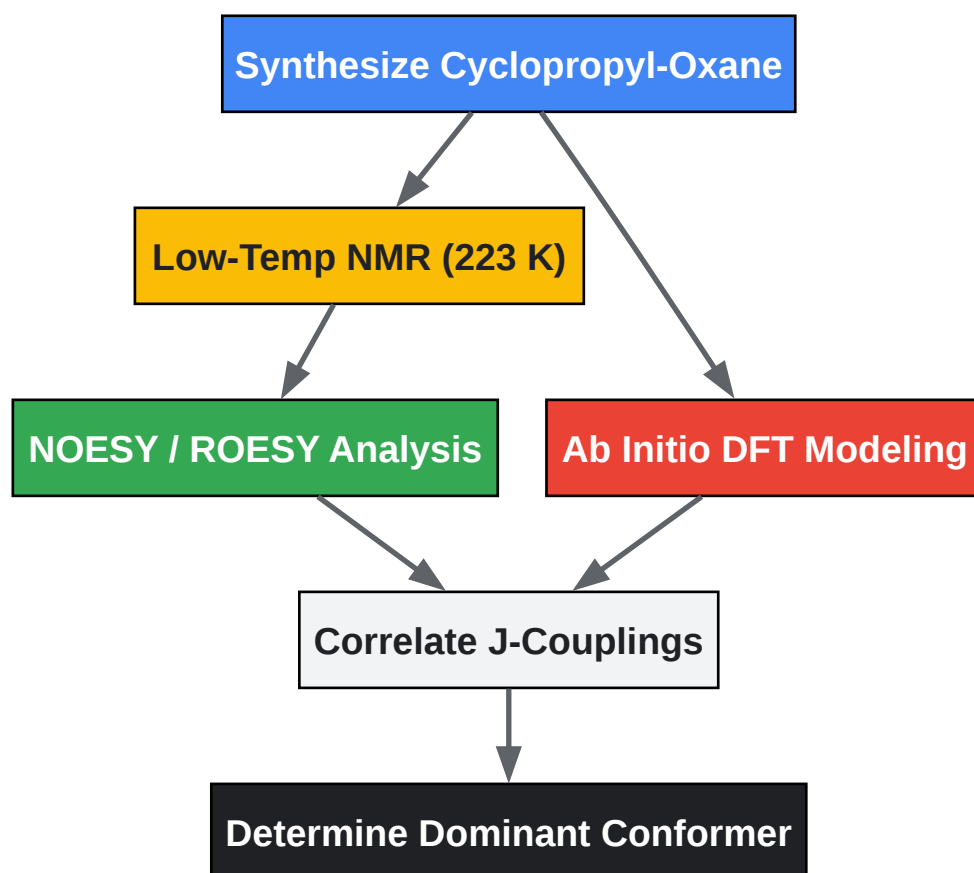 Synthesize Cyclopropyl-Oxane
Low-Temp NMR (223 K)
NOESY / ROESY Analysis
Ab Initio DFT Modeling
Correlate J-Couplings
Determine Dominant Conformer